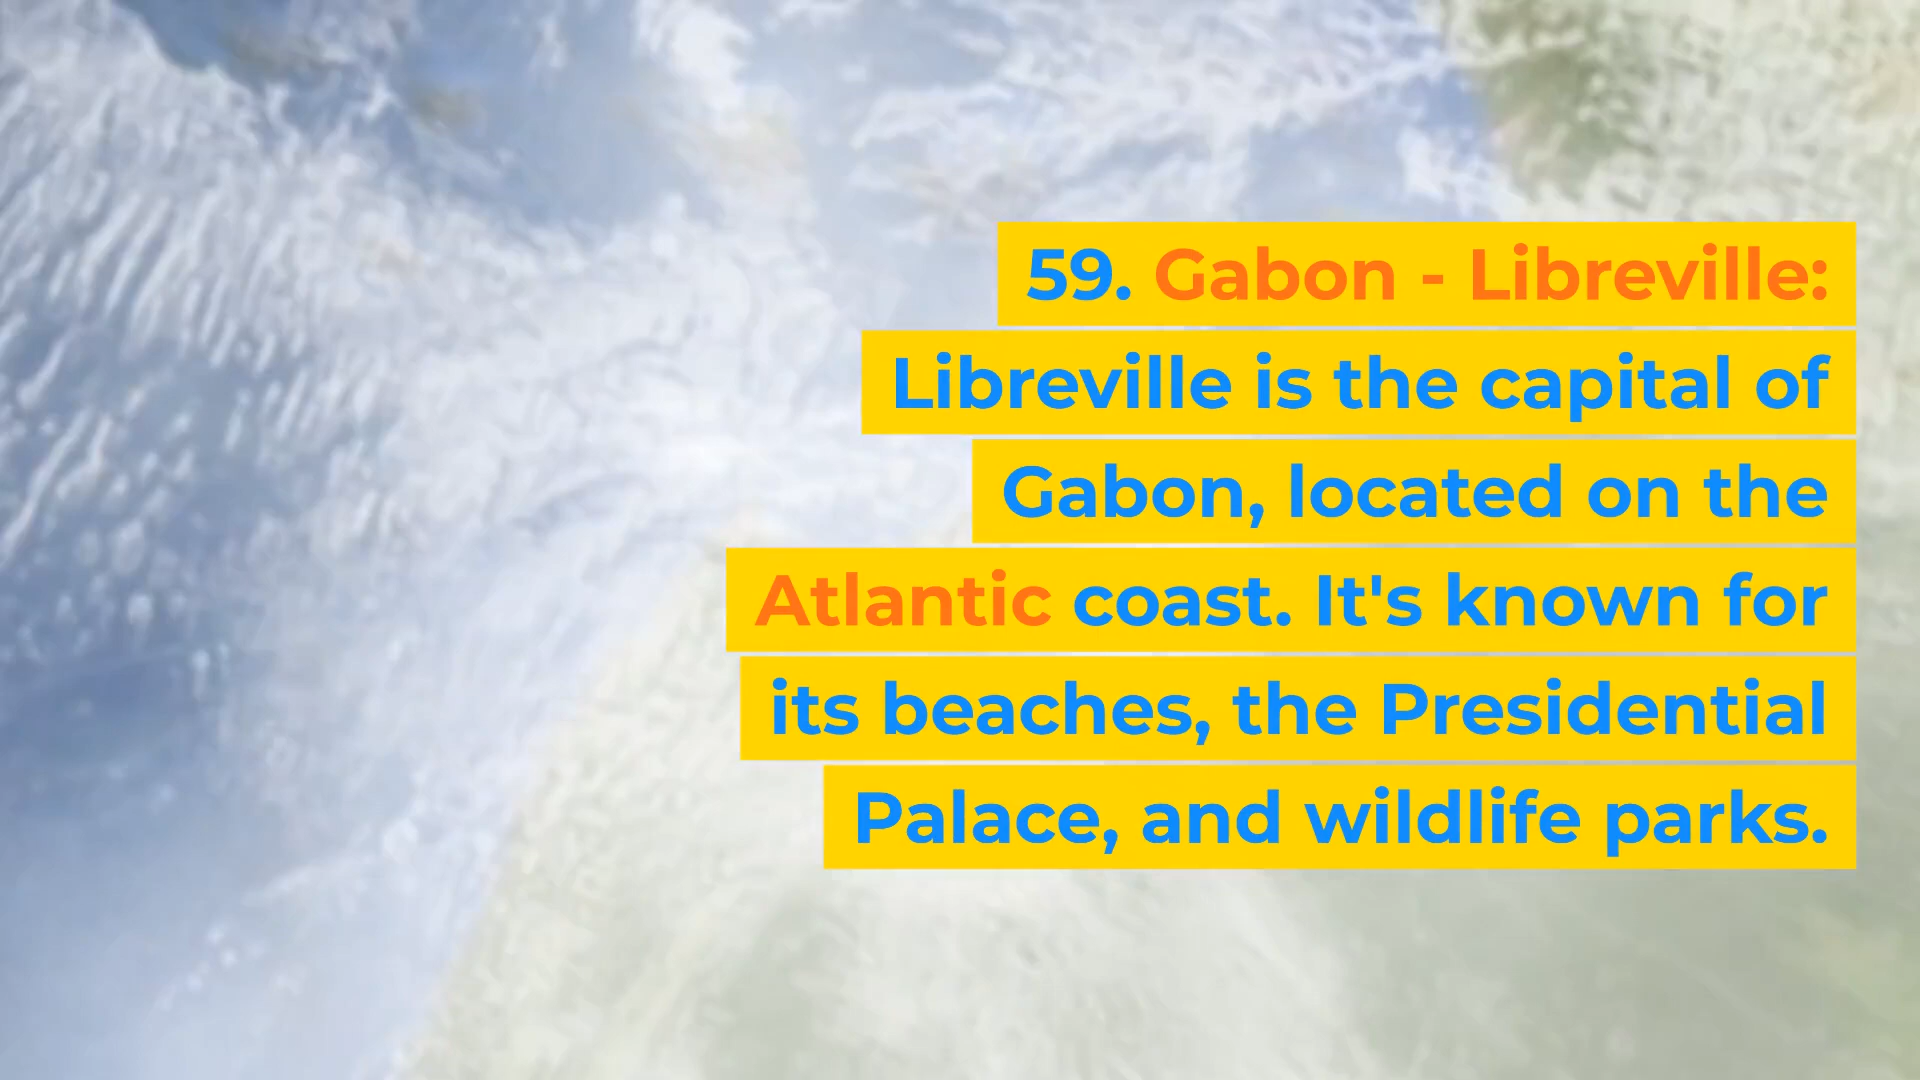 59. Gabon - Libreville:
Libreville is the capital of
Gabon, located on the
Atlantic coast. It's known for
its beaches, the Presidential
Palace, and wildlife parks.